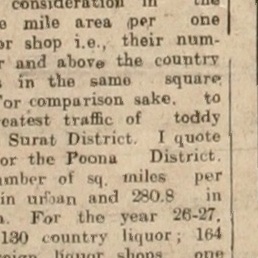 consideration in the
e mile area per one
or shop i.e., their num-
r and above the country
s in the same square
For comparison sake. to
eatest traffic of toddy
Surat District. I quote
or the Poona District.
umber of sq. miles per
in urban and 280.8 in
a. For the year 26-27.
130 country liquor; 164
liquor shops one